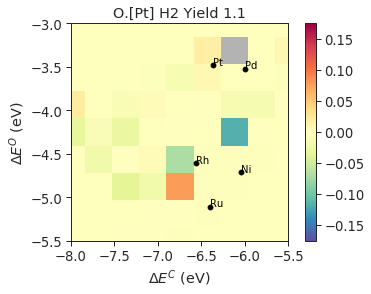 O.[Pt] H2 Yield 1.1
ΔE^O (eV)
−3.0
−3.5
−4.0
−4.5
−5.0
−5.5
Pt
Pd
Rh
Ni
Ru
−8.0 −7.5 −7.0 −6.5 −6.0 −5.5
ΔE^C (eV)
0.15
0.10
0.05
0.00
−0.05
−0.10
−0.15